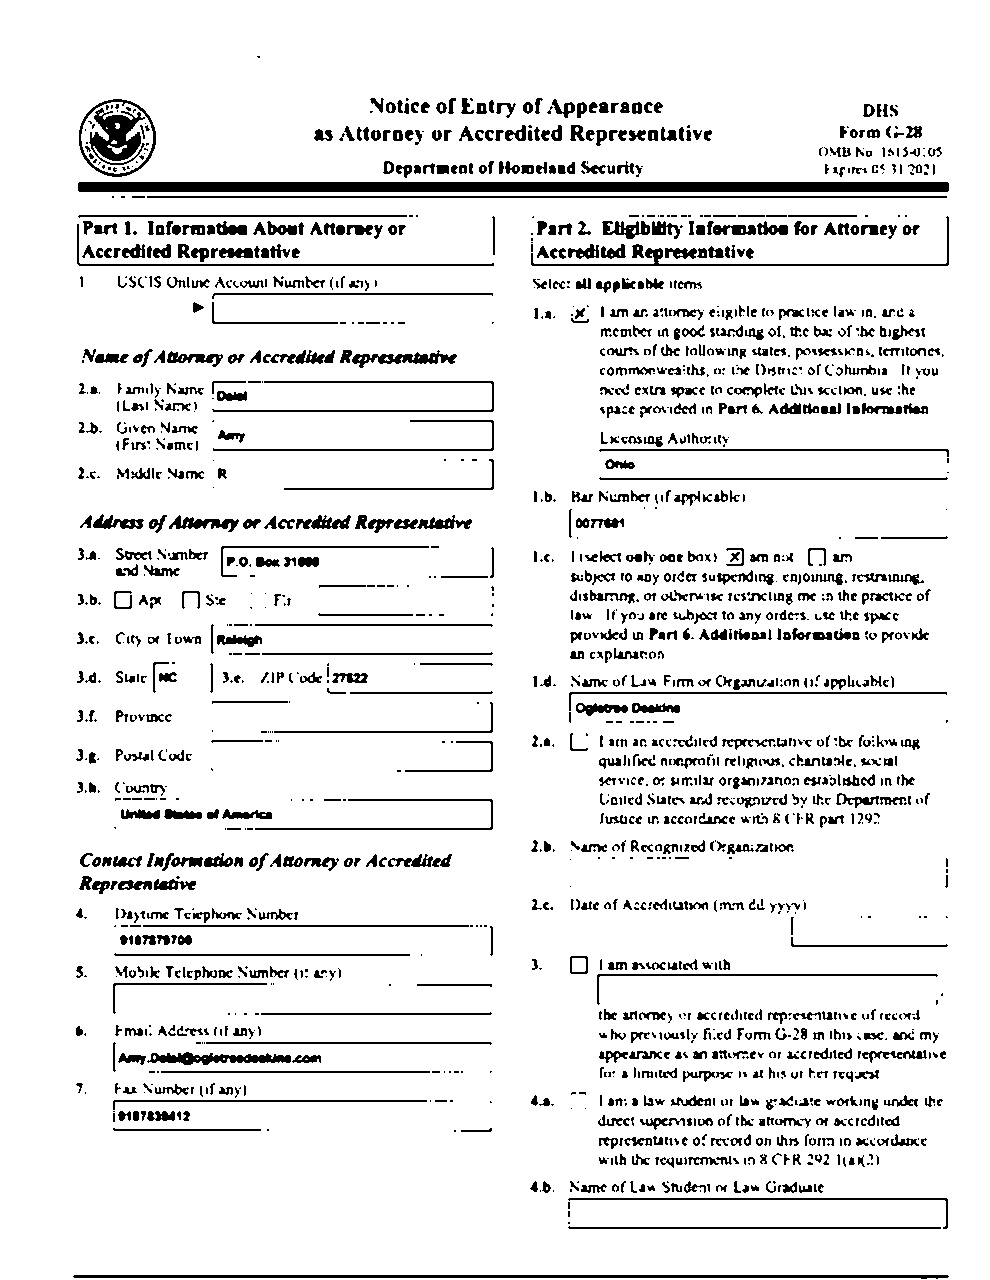 Notice of Entry of Appearance
as Attorney or Accredited Representative
Department of Homeland Security
DHS
Form G-28
OMB No. 1615-0105
Expires 05/31/2021
Part 1. Information About Attorney or
Accredited Representative
1 USCIS Online Account Number (if any)
Name of Attorney or Accredited Representative
2.a. Family Name
(Last Name)
2.b. Given Name Amy
(First Name)
2.c. Middle Name R
Address of Attorney or Accredited Representative
3.a. Street Number
and Name
P.O. Box
3.b. Apt Ste Flr
3.c. City or Town Raleigh
3.d. State NC 3.e. ZIP Code 27622
3.f. Province
3.g. Postal Code
3.h. Country
United States of America
Contact Information of Attorney or Accredited
Representative
4. Daytime Telephone Number
5. Mobile Telephone Number (if any)
6. Email Address (if any)
7. Fax Number (if any)
Part 2. Eligibility Information for Attorney or
Accredited Representative
Select all applicable items
1.a. X I am an attorney eligible to practice law in, and a
member in good standing of, the bar of the highest
courts of the following states, possessions, territories,
commonwealths, or the District of Columbia. If you
need extra space to complete this section, use the
space provided in Part 6. Additional Information
Licensing Authority
Ohio
1.b. Bar Number (if applicable)
1.c. I (select only one box) X am not am
subject to any order suspending, enjoining, restraining,
disbarring, or otherwise restricting me in the practice of
law. If you are subject to any orders, use the space
provided in Part 6. Additional Information to provide
an explanation
1.d. Name of Law Firm or Organization (if applicable)
Ogletree Deakins
2.a. I am an accredited representative of the following
qualified nonprofit religious, charitable, social
service, or similar organization established in the
United States and recognized by the Department of
Justice in accordance with 8 CFR part 1292
2.b. Name of Recognized Organization
2.c. Date of Accreditation (mm/dd/yyyy)
3. I am associated with
the attorney or accredited representative of record
who previously filed Form G-28 in this case, and my
appearance as an attorney or accredited representative
for a limited purpose is at his or her request
4.a. I am a law student or law graduate working under the
direct supervision of the attorney or accredited
representative of record on this form in accordance
with the requirements in 8 CFR 292.1(a)(2)
4.b. Name of Law Student or Law Graduate